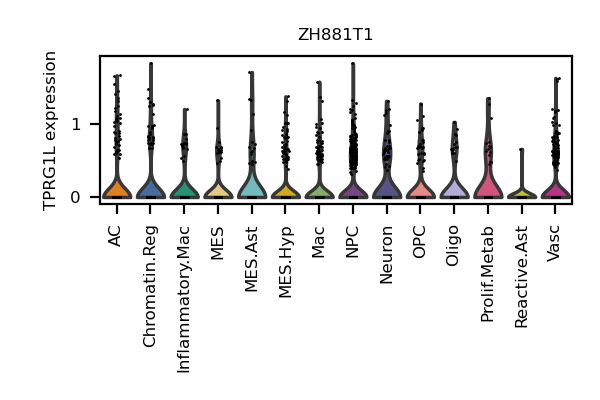 ZH881T1
TPRG1L expression
1
0
AC
Chromatin.Reg
Inflammatory.Mac
MES
MES.Ast
MES.Hyp
Mac
NPC
Neuron
OPC
Oligo
Prolif.Metab
Reactive.Ast
Vasc